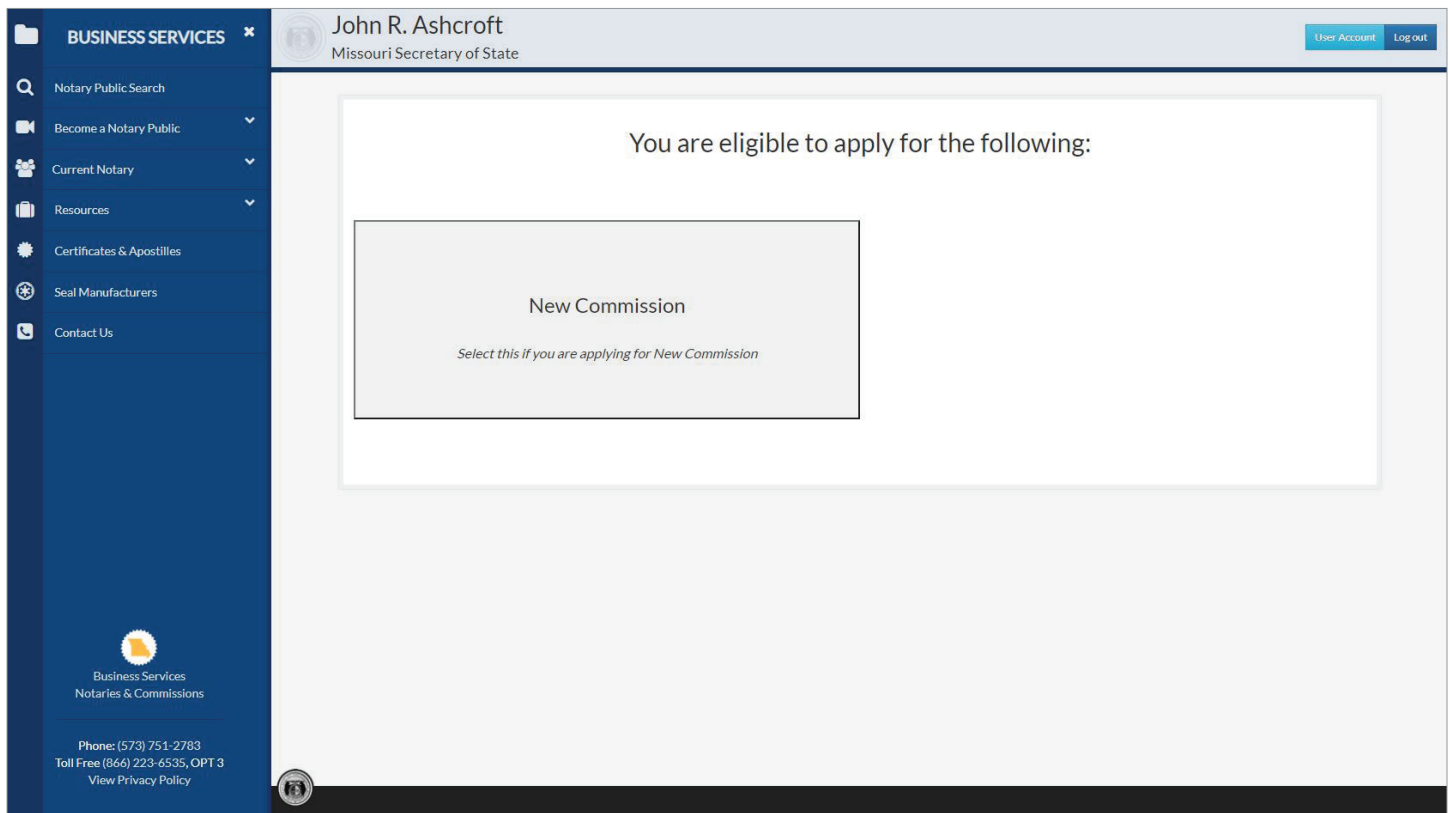 BUSINESS SERVICES
Notary Public Search
Become a Notary Public
Current Notary
Resources
Certificates & Apostilles
Seal Manufacturers
Contact Us
Business Services
Notaries & Commissions
Phone: (573) 751-2783
Toll Free (866) 223-6535, OPT 3
View Privacy Policy
John R. Ashcroft
Missouri Secretary of State
User Account
Log out
You are eligible to apply for the following:
New Commission
Select this if you are applying for New Commission